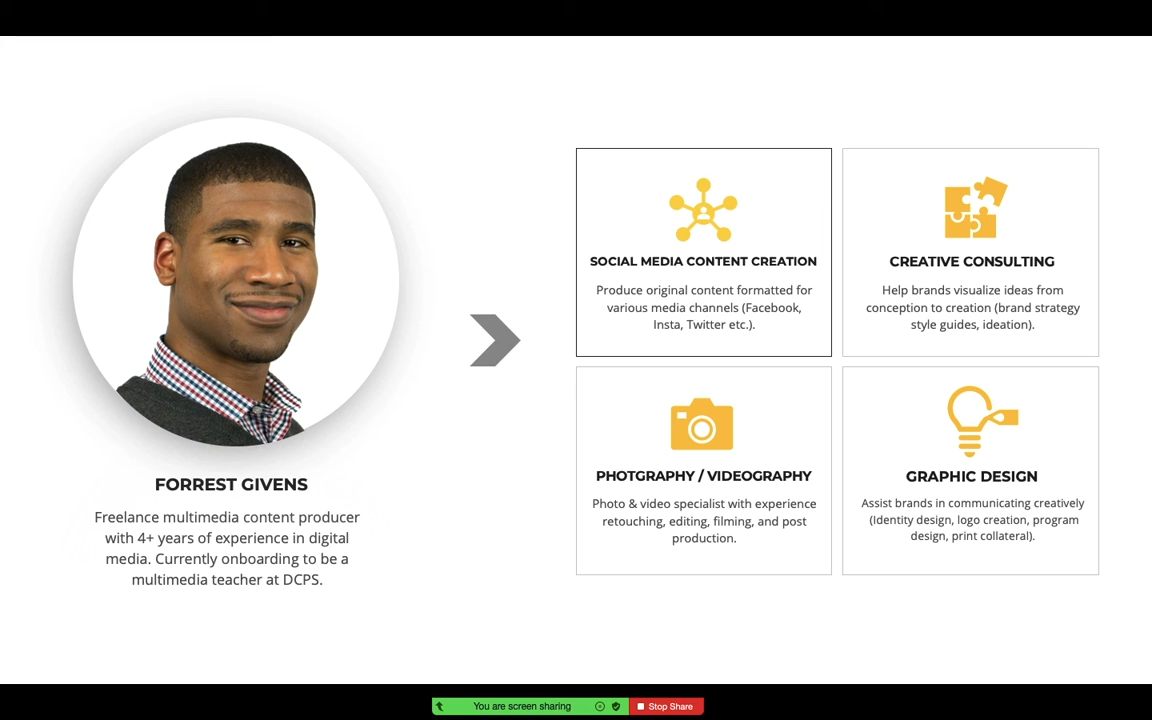 FORREST GIVENS
Freelance multimedia content producer
with 4+ years of experience in digital
media. Currently onboarding to be a
multimedia teacher at DCPS.
SOCIAL MEDIA CONTENT CREATION
Produce original content formatted for
various media channels (Facebook,
Insta, Twitter etc.).
CREATIVE CONSULTING
Help brands visualize ideas from
conception to creation (brand strategy
style guides, ideation).
PHOTGRAPHY / VIDEOGRAPHY
Photo & video specialist with experience
retouching, editing, filming, and post
production.
GRAPHIC DESIGN
Assist brands in communicating creatively
(Identity design, logo creation, program
design, print collateral).
You are screen sharing
Stop Share